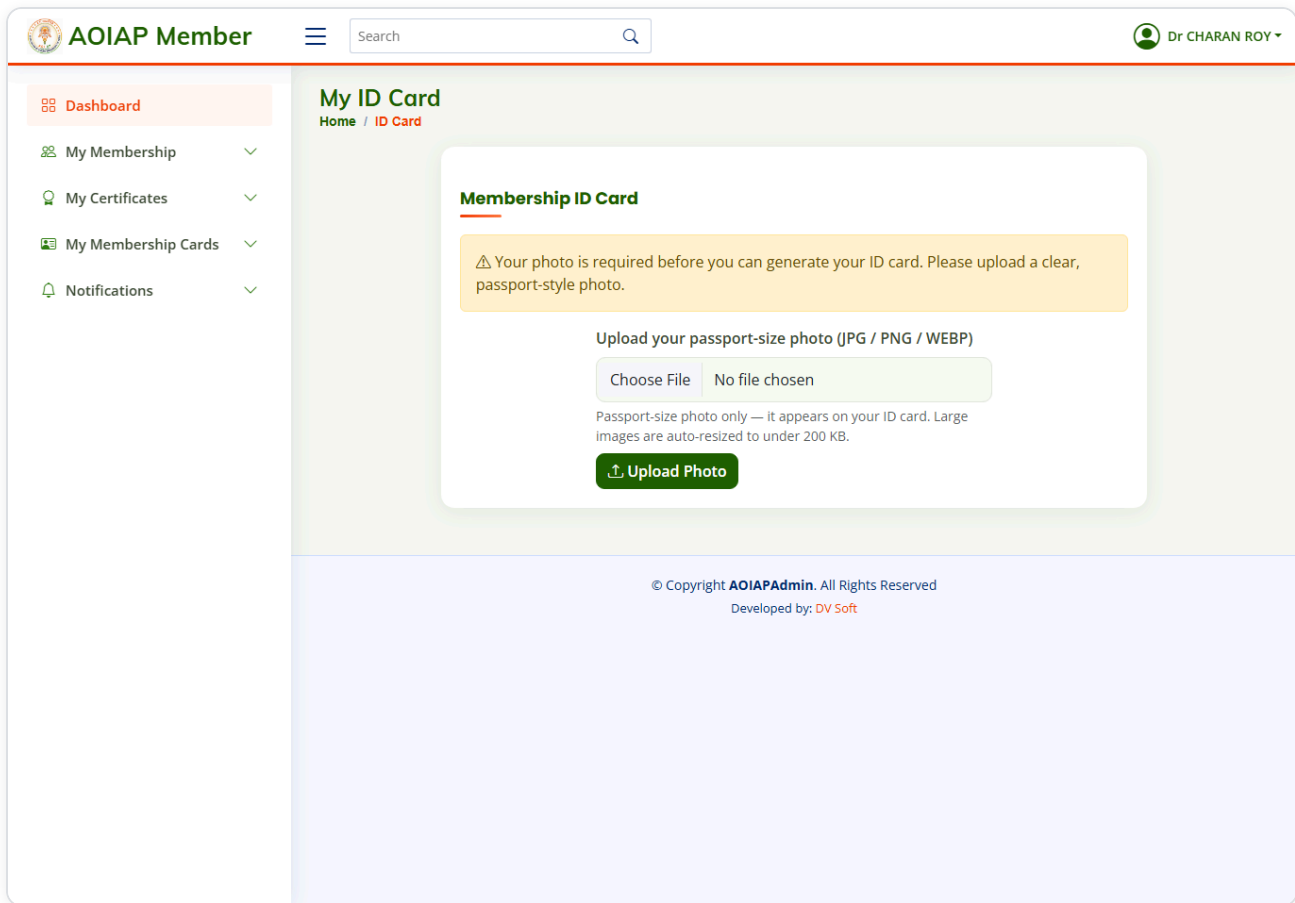 AOIAP Member
Search
Dr CHARAN ROY
Dashboard
My Membership
My Certificates
My Membership Cards
Notifications
My ID Card
Home / ID Card
Membership ID Card
Your photo is required before you can generate your ID card. Please upload a clear,
passport-style photo.
Upload your passport-size photo (JPG / PNG / WEBP)
Choose File No file chosen
Passport-size photo only — it appears on your ID card. Large
images are auto-resized to under 200 KB.
Upload Photo
© Copyright AOIAPAdmin. All Rights Reserved
Developed by: DV Soft